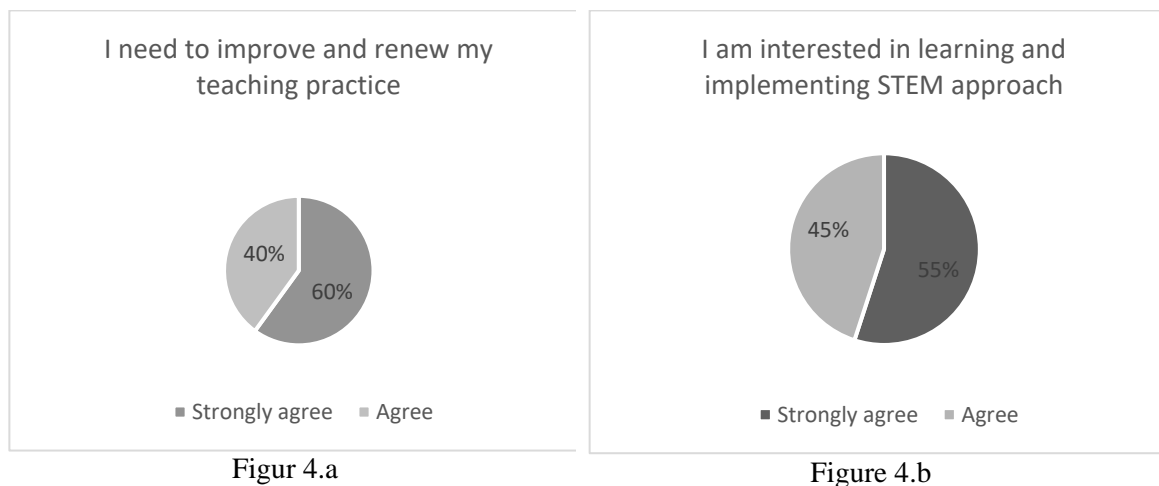 I need to improve and renew my
teaching practice
40%
60%
Strongly agree Agree
Figur 4.a
I am interested in learning and
implementing STEM approach
45%
55%
Strongly agree Agree
Figure 4.b